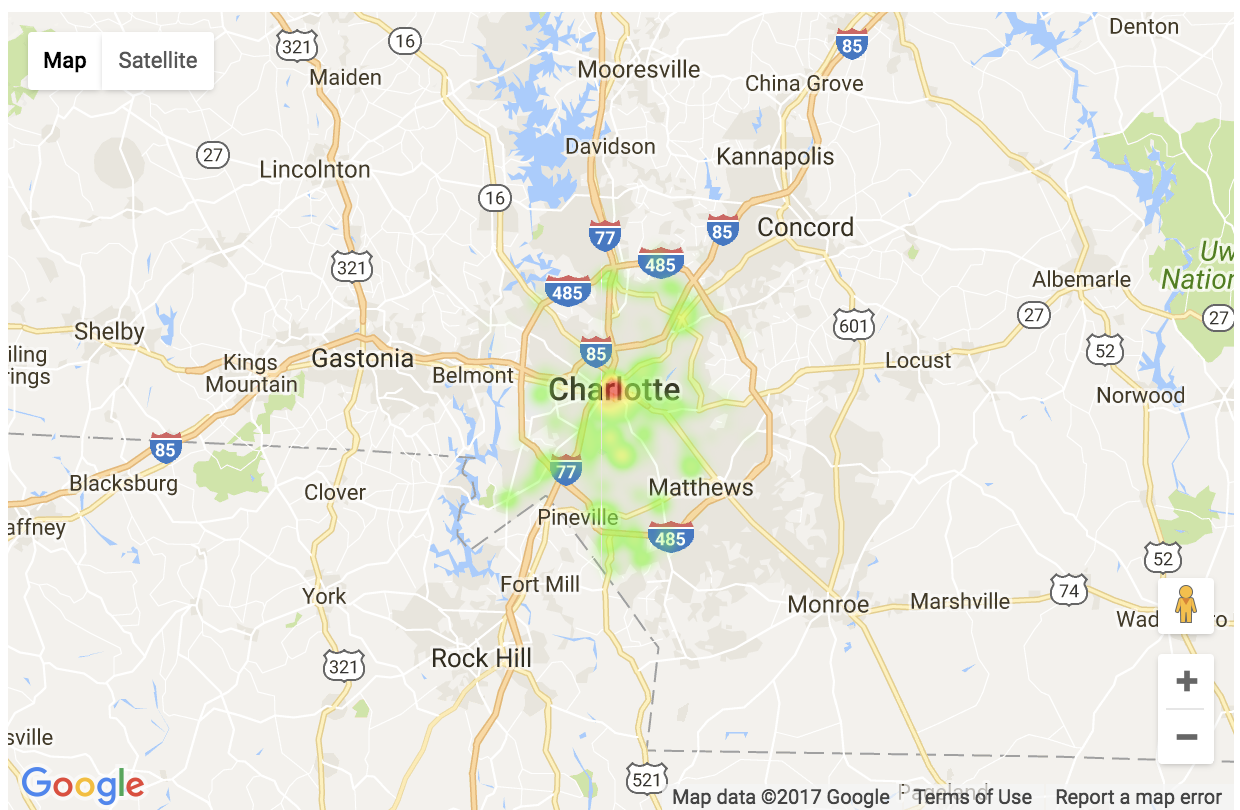 Map
Satellite
321
16
85
Denton
Maiden
Mooresville
China Grove
27
Davidson
Kannapolis
Lincolnton
16
77
85
Concord
485
Uw
321
485
Albemarle
Nation
27
Shelby
601
27
iling
rings
Kings
Mountain
Gastonia
Belmont
85
Locust
52
Charlotte
Norwood
85
77
Blacksburg
Clover
Matthews
affney
Pineville
485
52
York
Fort Mill
Monroe
Marshville
74
Wad
ro
Rock Hill
321
+
sville
−
Google
521
Pageland
Map data ©2017 Google
Terms of Use
Report a map error